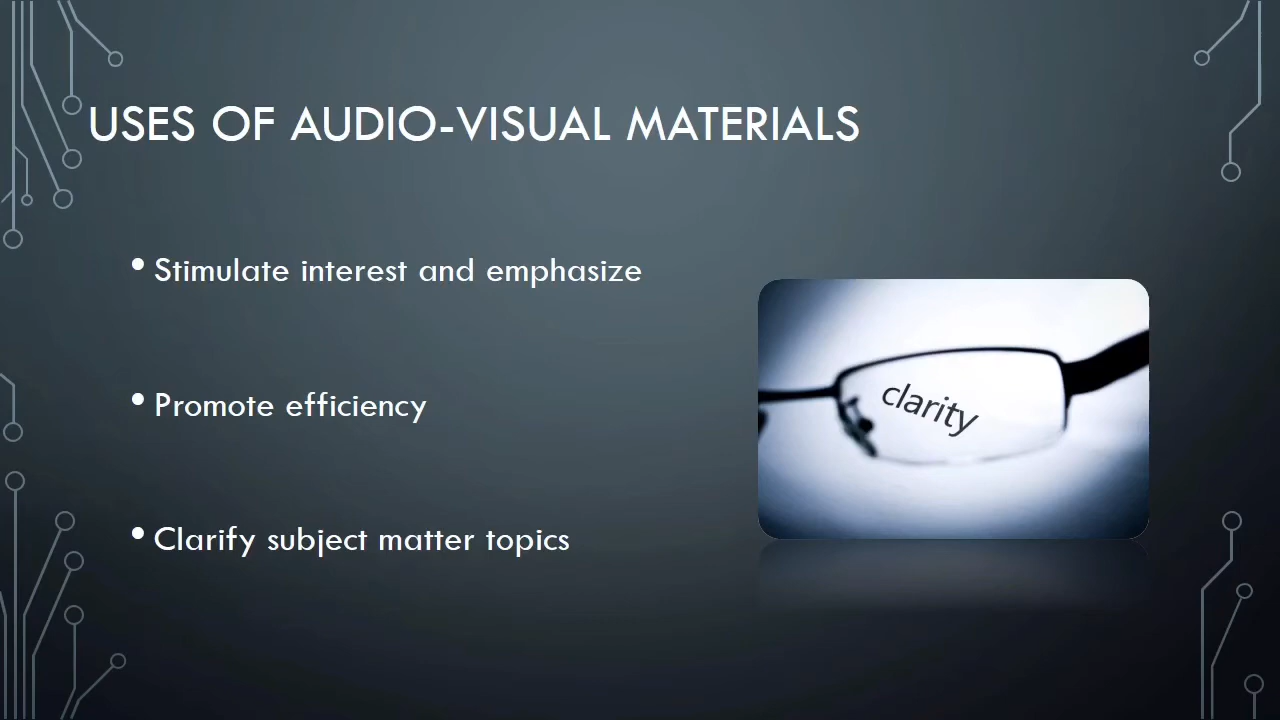 USES OF AUDIO-VISUAL MATERIALS
• Stimulate interest and emphasize
• Promote efficiency
• Clarify subject matter topics
clarity